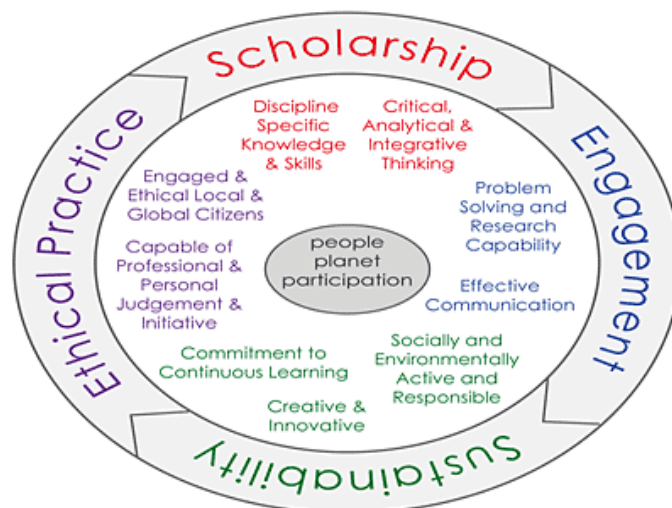 Scholarship
Engagement
Sustainability
Ethical Practice
Discipline
Specific
Knowledge
& Skills
Critical,
Analytical &
Integrative
Thinking
Problem
Solving and
Research
Capability
Effective
Communication
Socially and
Environmentally
Active and
Responsible
Creative &
Innovative
Commitment to
Continuous Learning
Capable of
Professional &
Personal
Judgement &
Initiative
Engaged &
Ethical Local &
Global Citizens
people
planet
participation